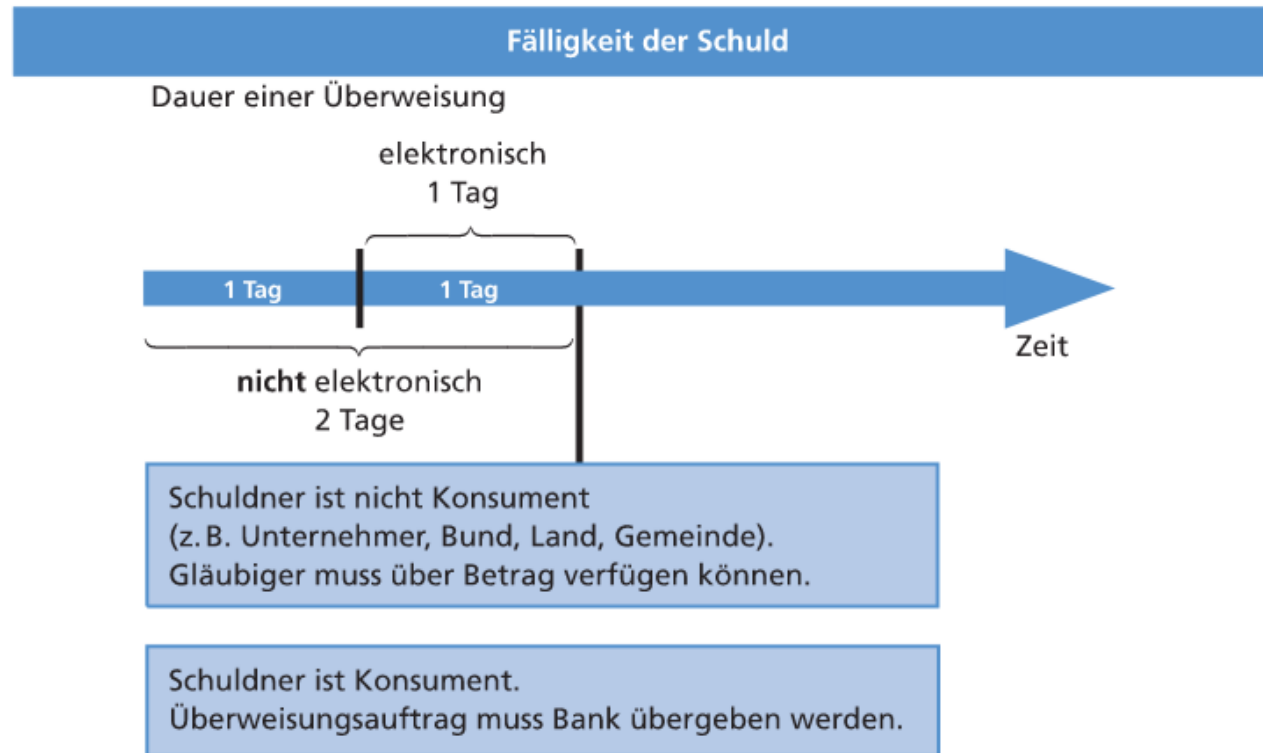 Fälligkeit der Schuld
Dauer einer Überweisung
elektronisch
1 Tag
1 Tag
1 Tag
Zeit
nicht elektronisch
2 Tage
Schuldner ist nicht Konsument
(z. B. Unternehmer, Bund, Land, Gemeinde).
Gläubiger muss über Betrag verfügen können.
Schuldner ist Konsument.
Überweisungsauftrag muss Bank übergeben werden.